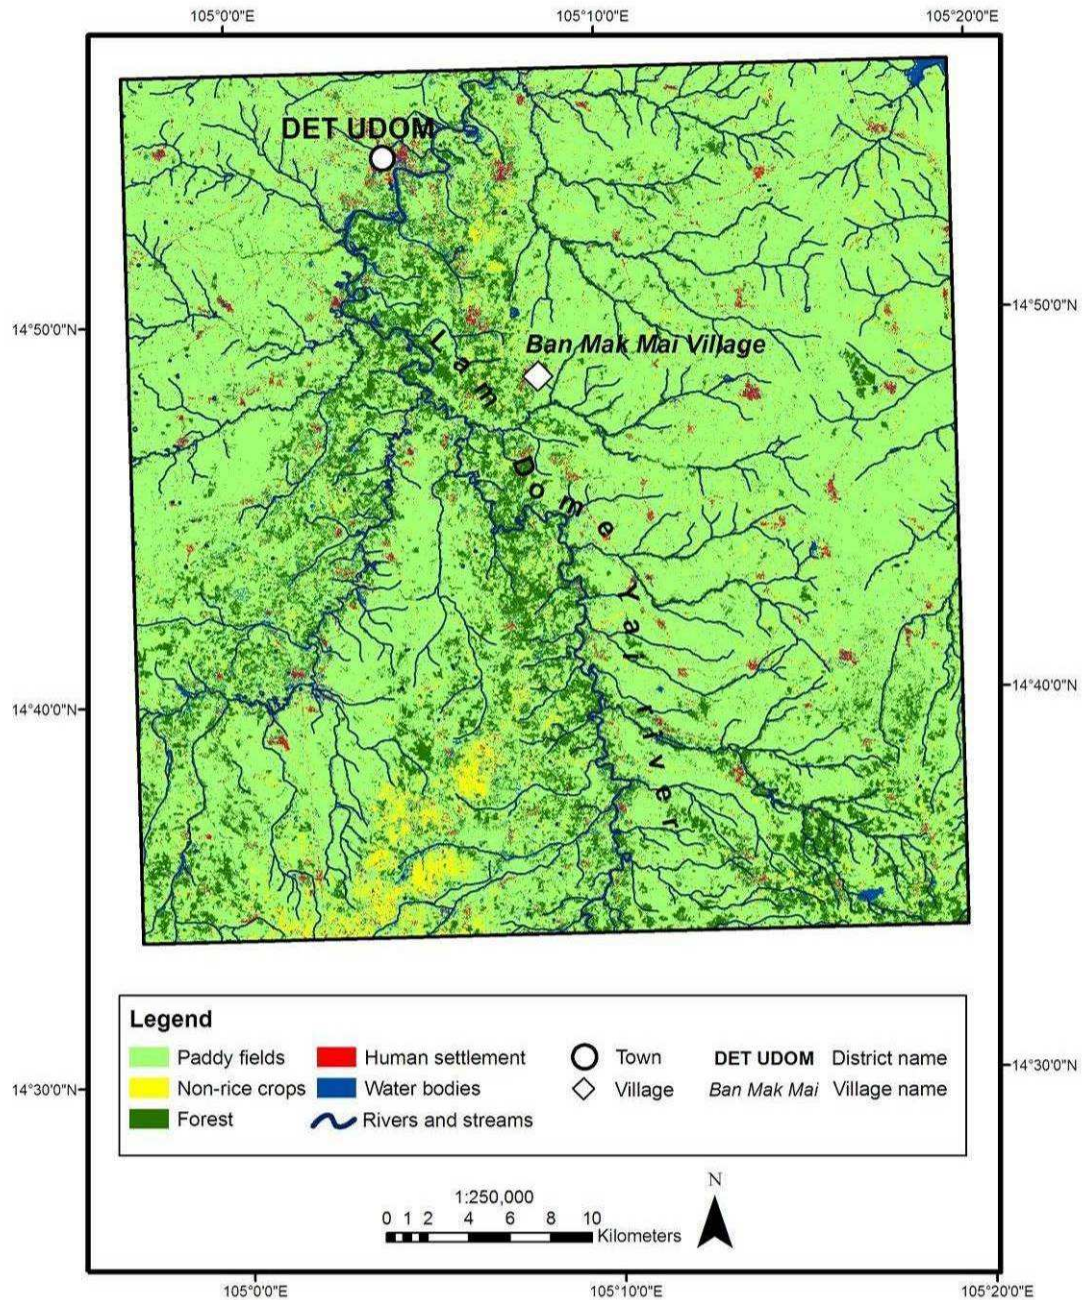 105°0'0"E 105°10'0"E 105°20'0"E
DET UDOM
14°50'0"N 14°50'0"N
Ban Mak Mai Village
Lam Dome Yai river
14°40'0"N 14°40'0"N
Legend
Paddy fields Human settlement Town DET UDOM District name
Non-rice crops Water bodies Village Ban Mak Mai Village name
Forest Rivers and streams
14°30'0"N 14°30'0"N
N
1:250,000
0 1 2 4 6 8 10
Kilometers
105°0'0"E 105°10'0"E 105°20'0"E